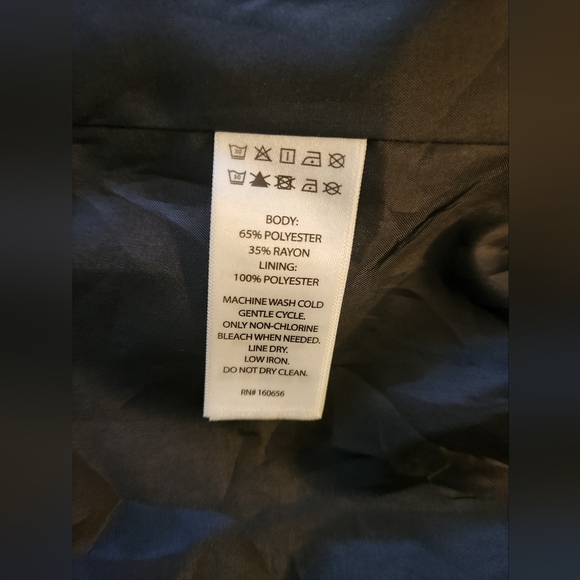 BODY:
65% POLYESTER
35% RAYON
LINING:
100% POLYESTER
MACHINE WASH COLD
GENTLE CYCLE.
ONLY NON-CHLORINE
BLEACH WHEN NEEDED.
LINE DRY.
LOW IRON.
DO NOT DRY CLEAN.
RN# 160656